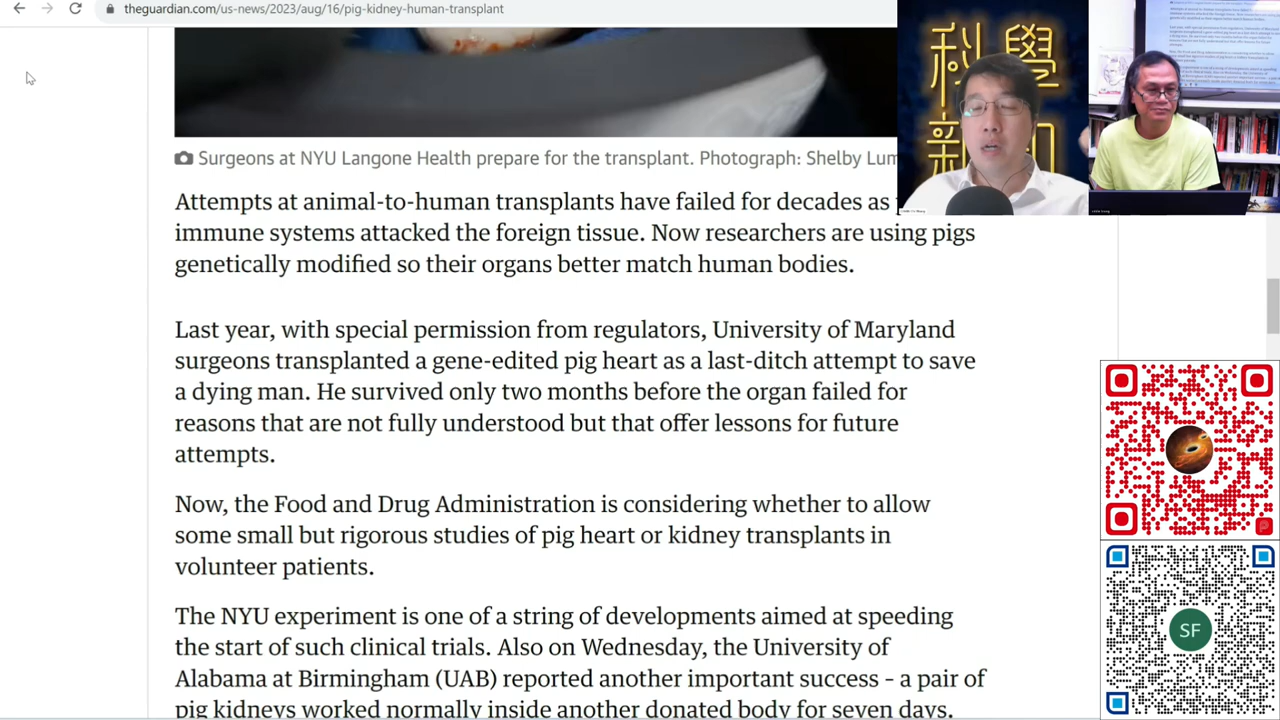 theguardian.com/us-news/2023/aug/16/pig-kidney-human-transplant
Surgeons at NYU Langone Health prepare for the transplant. Photograph: Shelby
Attempts at animal-to-human transplants have failed for decades as
immune systems attacked the foreign tissue. Now researchers are using pigs
genetically modified so their organs better match human bodies.
Last year, with special permission from regulators, University of Maryland
surgeons transplanted a gene-edited pig heart as a last-ditch attempt to save
a dying man. He survived only two months before the organ failed for
reasons that are not fully understood but that offer lessons for future
attempts.
Now, the Food and Drug Administration is considering whether to allow
some small but rigorous studies of pig heart or kidney transplants in
volunteer patients.
The NYU experiment is one of a string of developments aimed at speeding
the start of such clinical trials. Also on Wednesday, the University of
Alabama at Birmingham (UAB) reported another important success – a pair of
pig kidneys worked normally inside another donated body for seven days.
科學
新知
SF